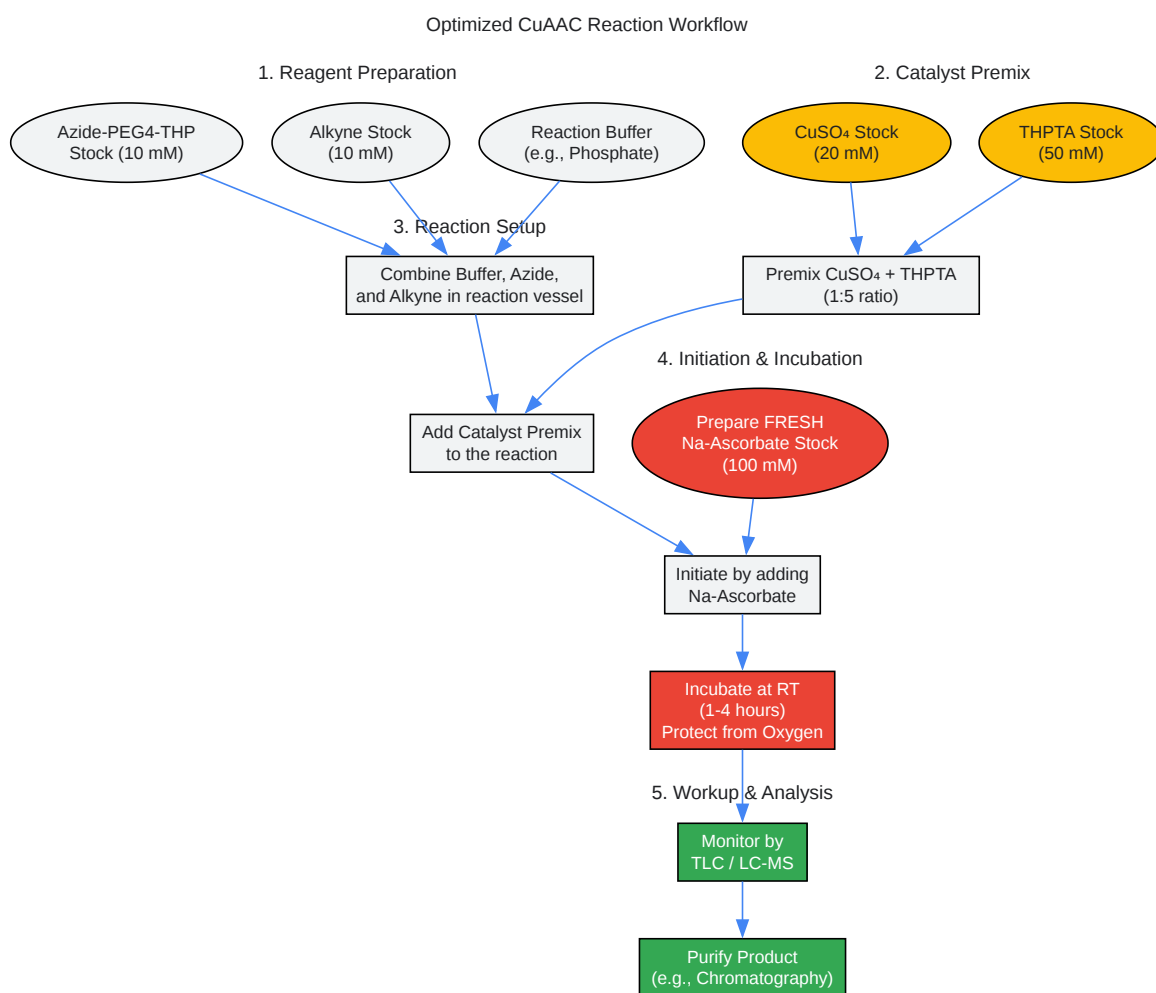 Optimized CuAAC Reaction Workflow
1. Reagent Preparation
2. Catalyst Premix
Azide-PEG4-THP
Stock (10 mM)
Alkyne Stock
(10 mM)
Reaction Buffer
(e.g., Phosphate)
CuSO₄ Stock
(20 mM)
THPTA Stock
(50 mM)
3. Reaction Setup
Combine Buffer, Azide,
and Alkyne in reaction vessel
Premix CuSO₄ + THPTA
(1:5 ratio)
4. Initiation & Incubation
Add Catalyst Premix
to the reaction
Prepare FRESH
Na-Ascorbate Stock
(100 mM)
Initiate by adding
Na-Ascorbate
Incubate at RT
(1-4 hours)
Protect from Oxygen
5. Workup & Analysis
Monitor by
TLC / LC-MS
Purify Product
(e.g., Chromatography)